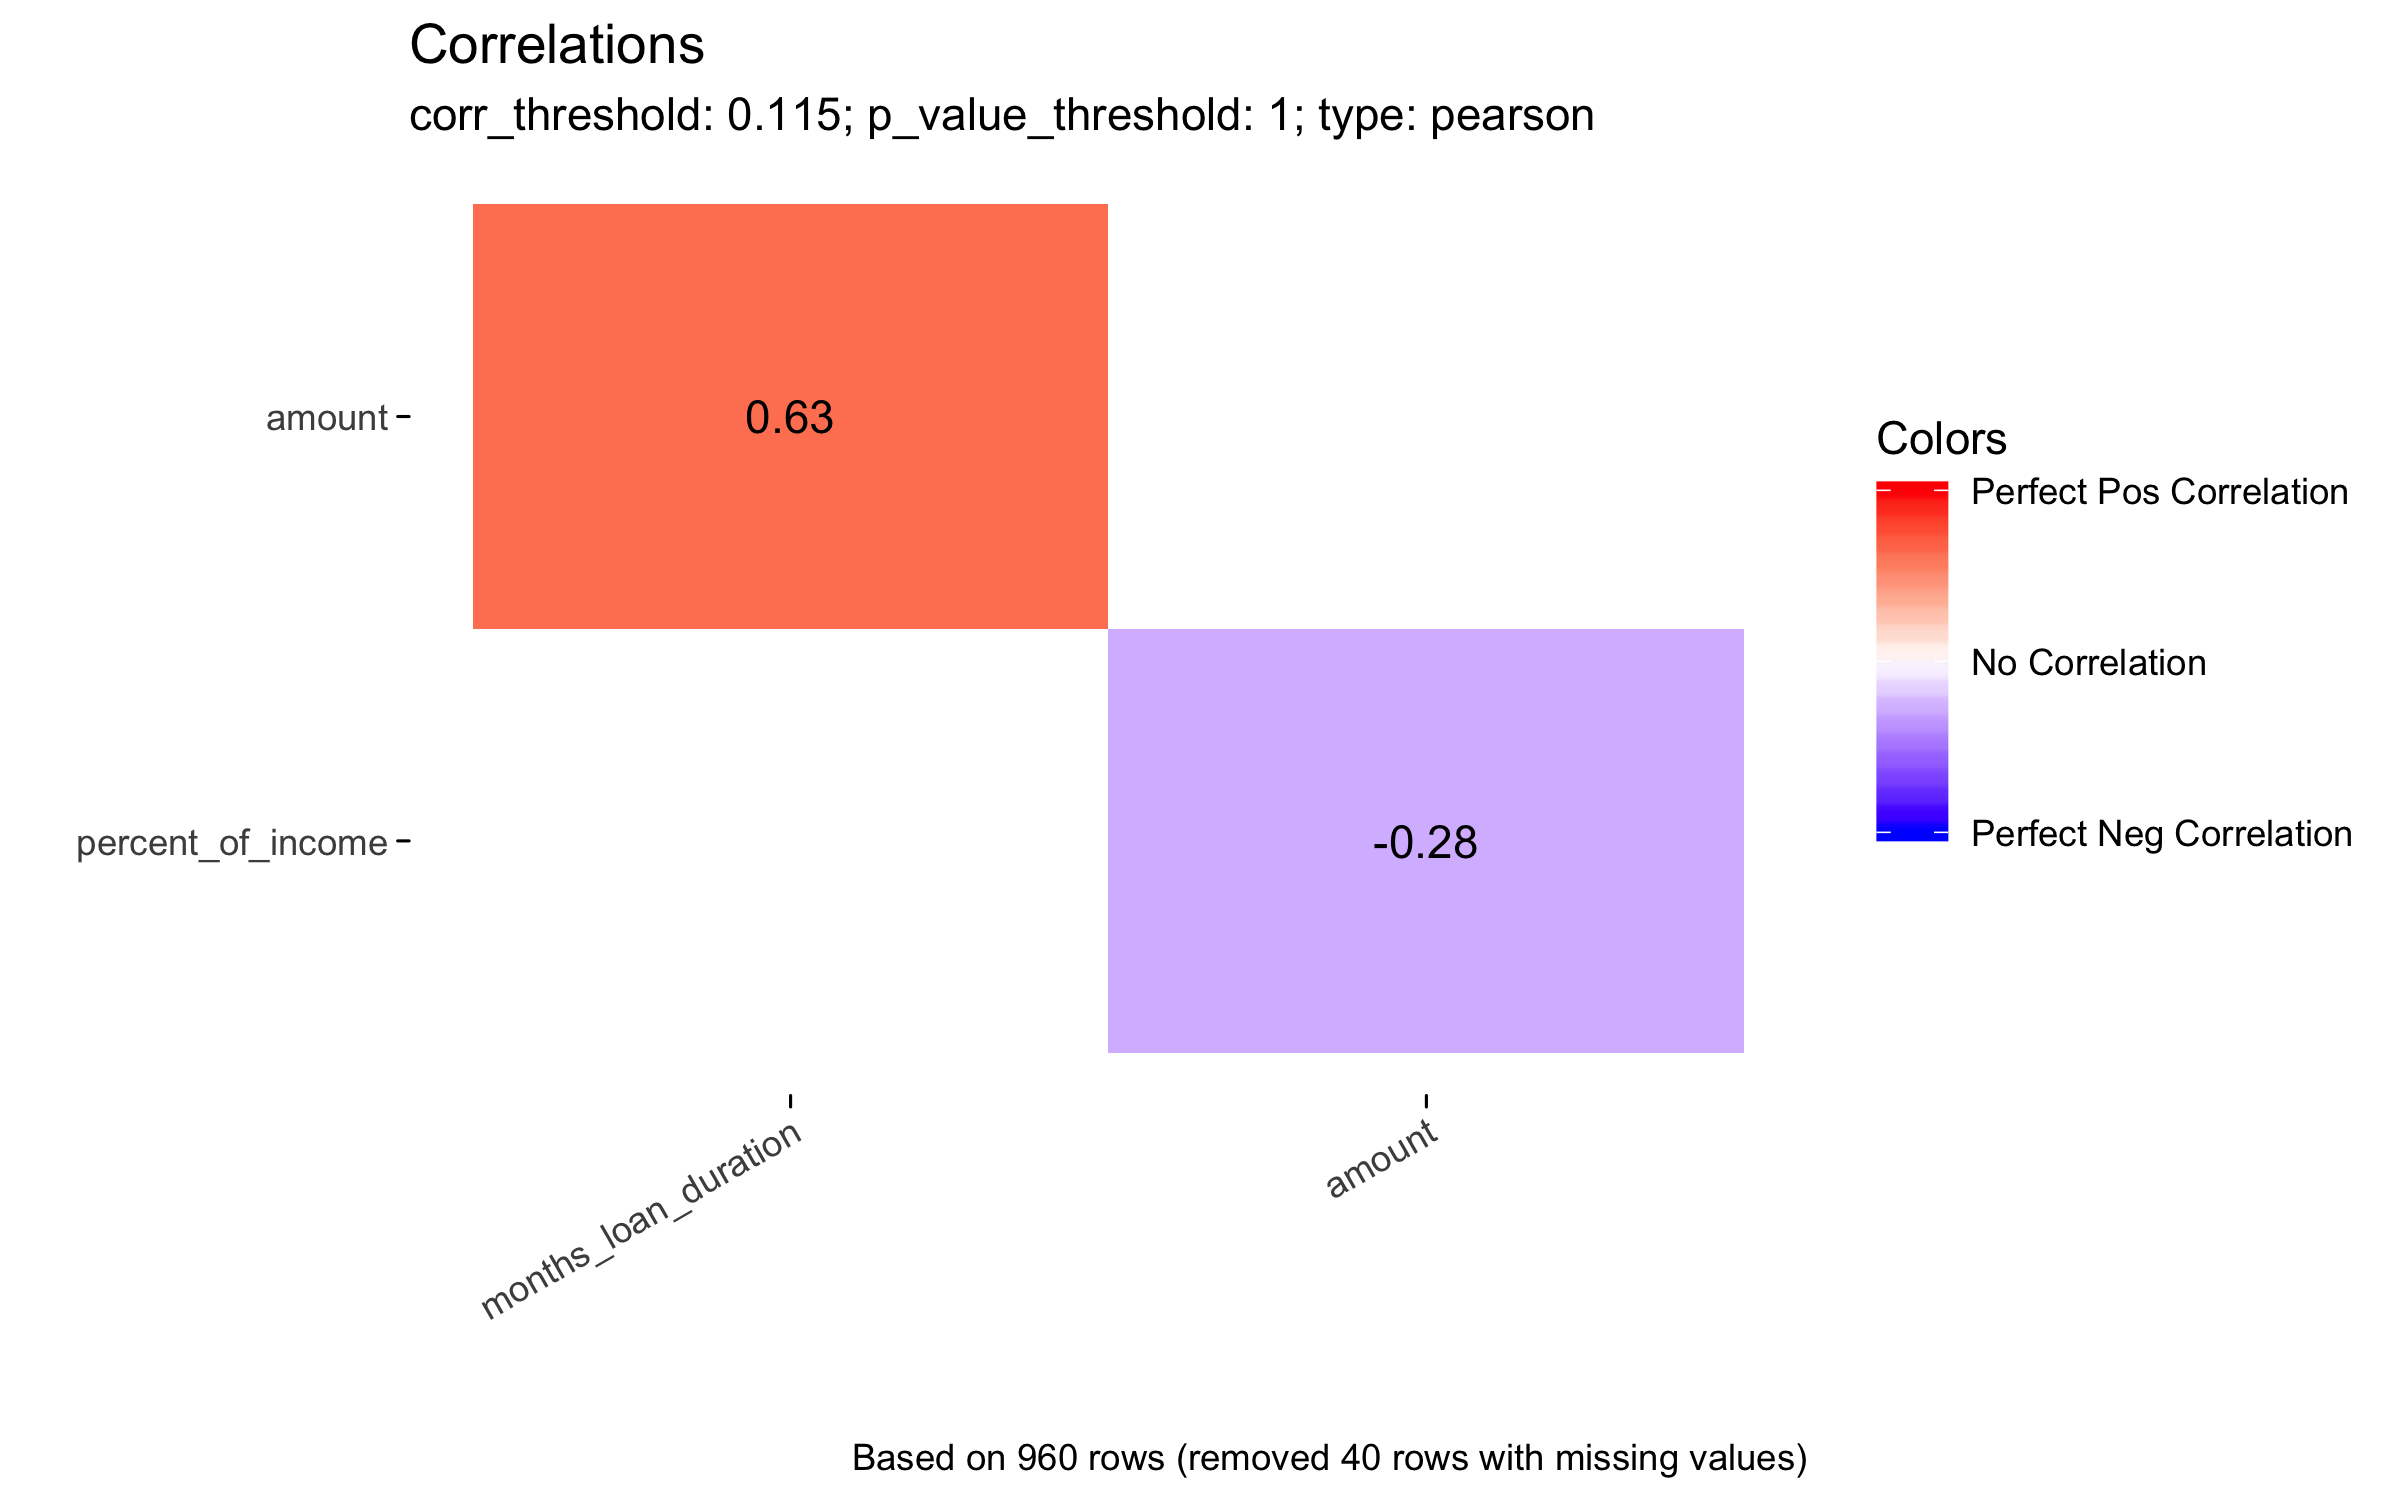 Correlations
corr_threshold: 0.115; p_value_threshold: 1; type: pearson
amount
0.63
percent_of_income
-0.28
months_loan_duration
amount
Colors
Perfect Pos Correlation
No Correlation
Perfect Neg Correlation
Based on 960 rows (removed 40 rows with missing values)